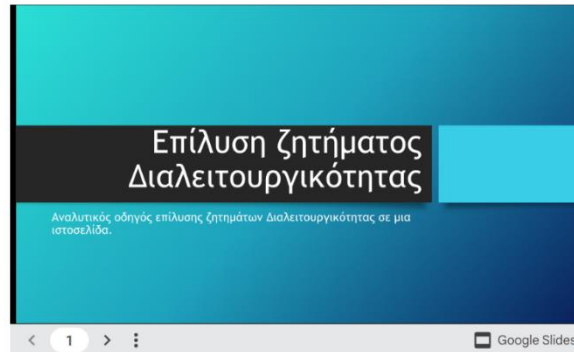 Επίλυση ζητήματος
Διαλειτουργικότητας
Αναλυτικός οδηγός επίλυσης ζητημάτων Διαλειτουργικότητας σε μια
ιστοσελίδα.
1
Google Slides